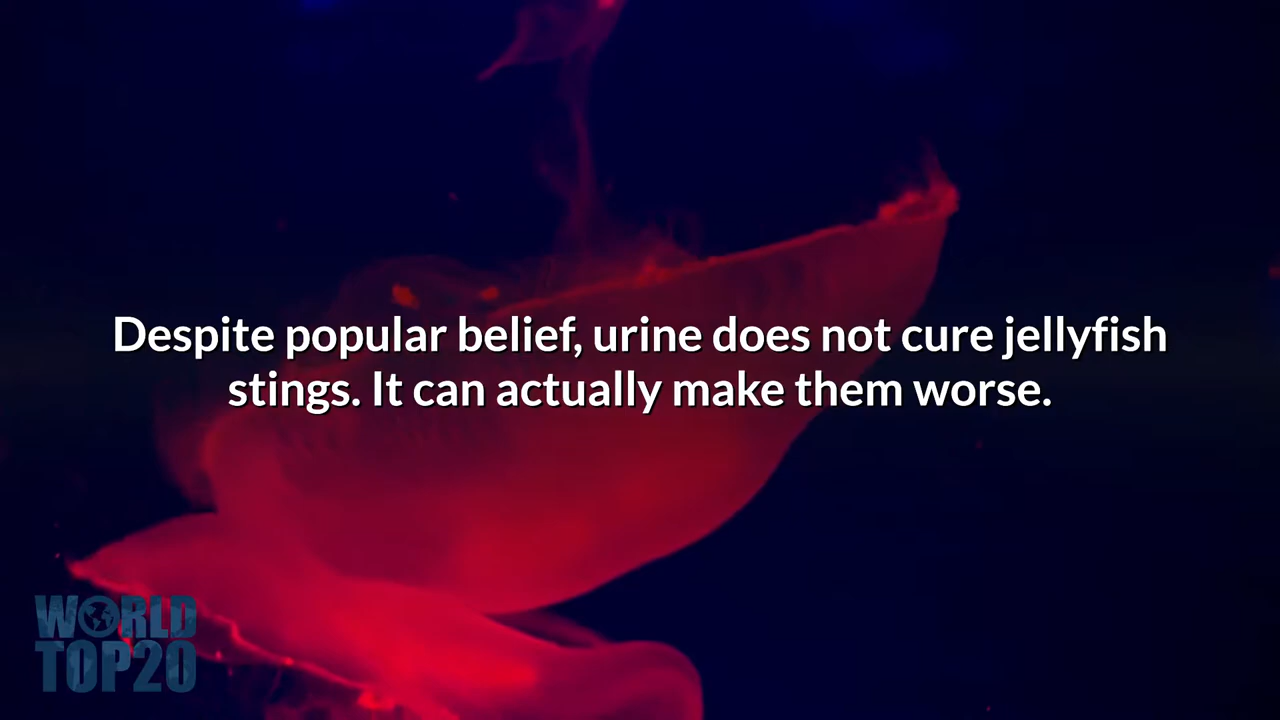 Despite popular belief, urine does not cure jellyfish
stings. It can actually make them worse.
WORLD
TOP20